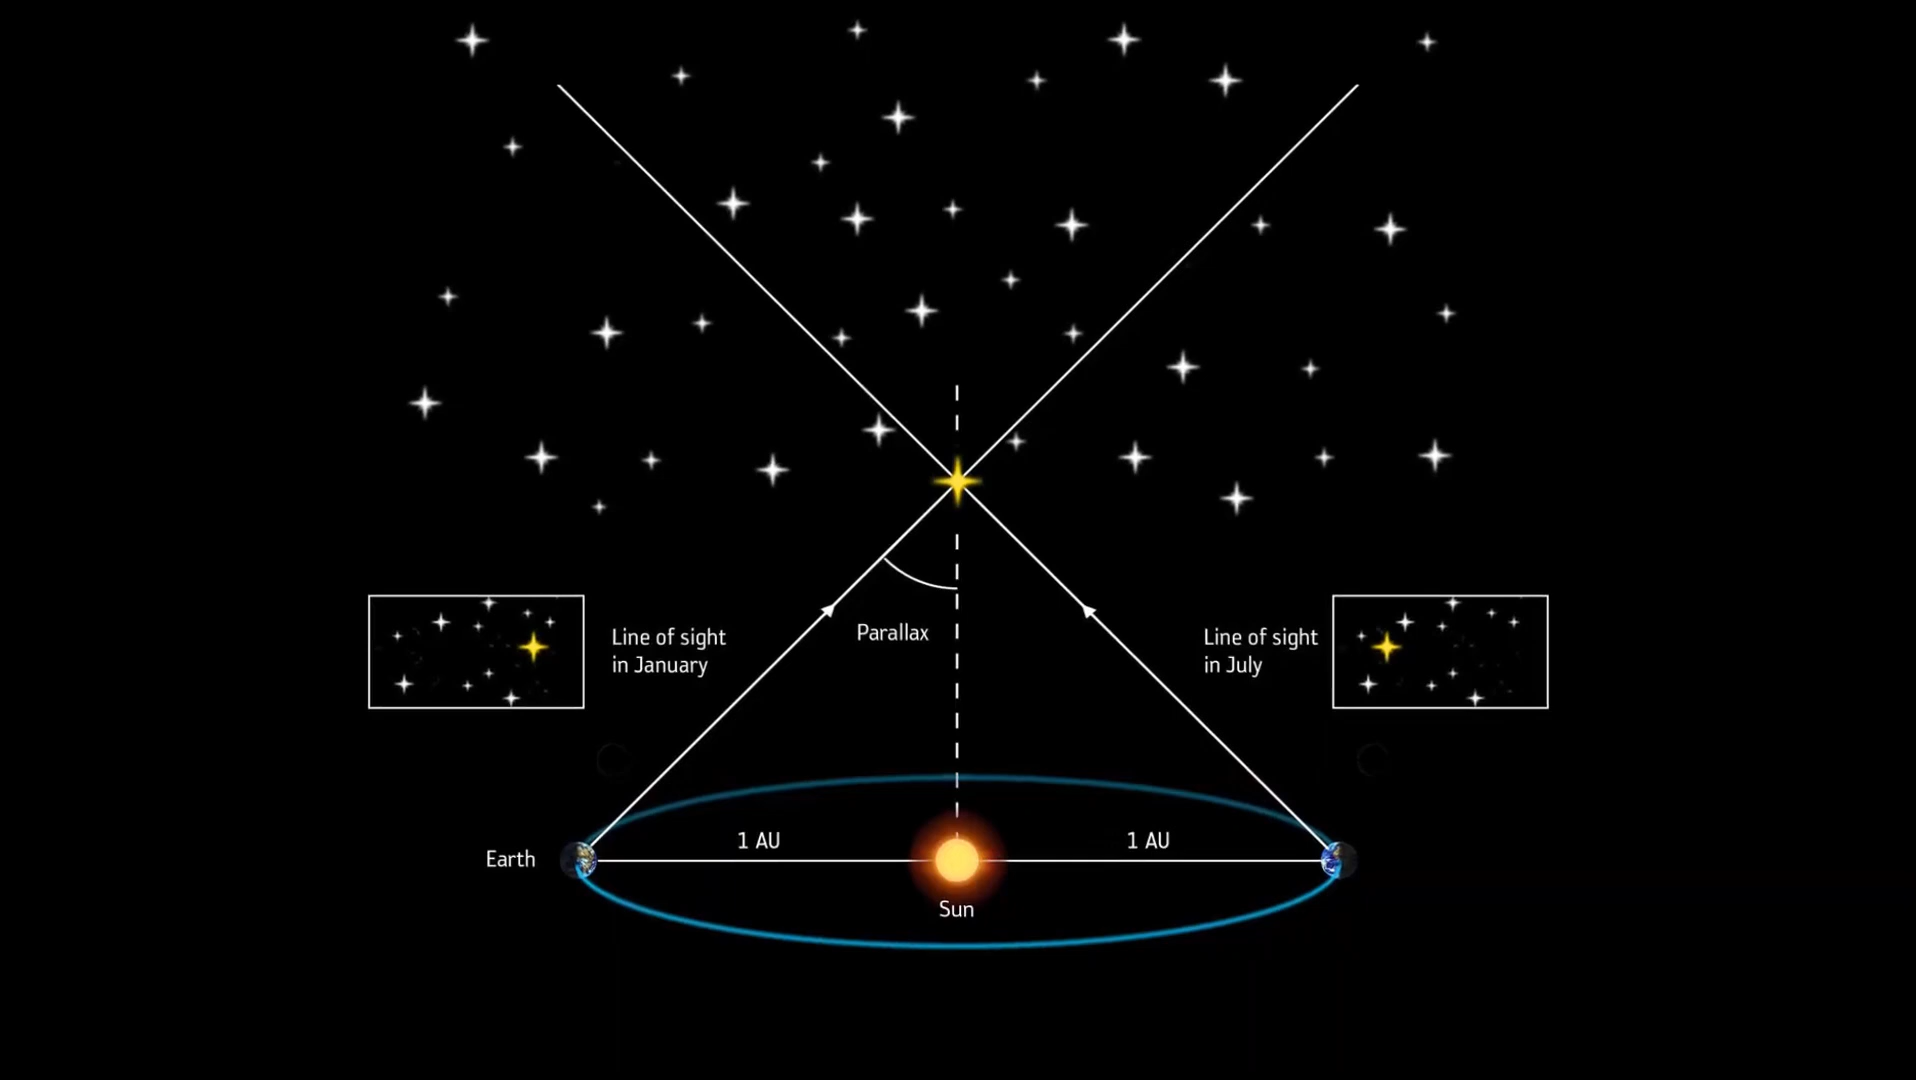 Line of sight
in January
Parallax
Line of sight
in July
1 AU
1 AU
Earth
Sun